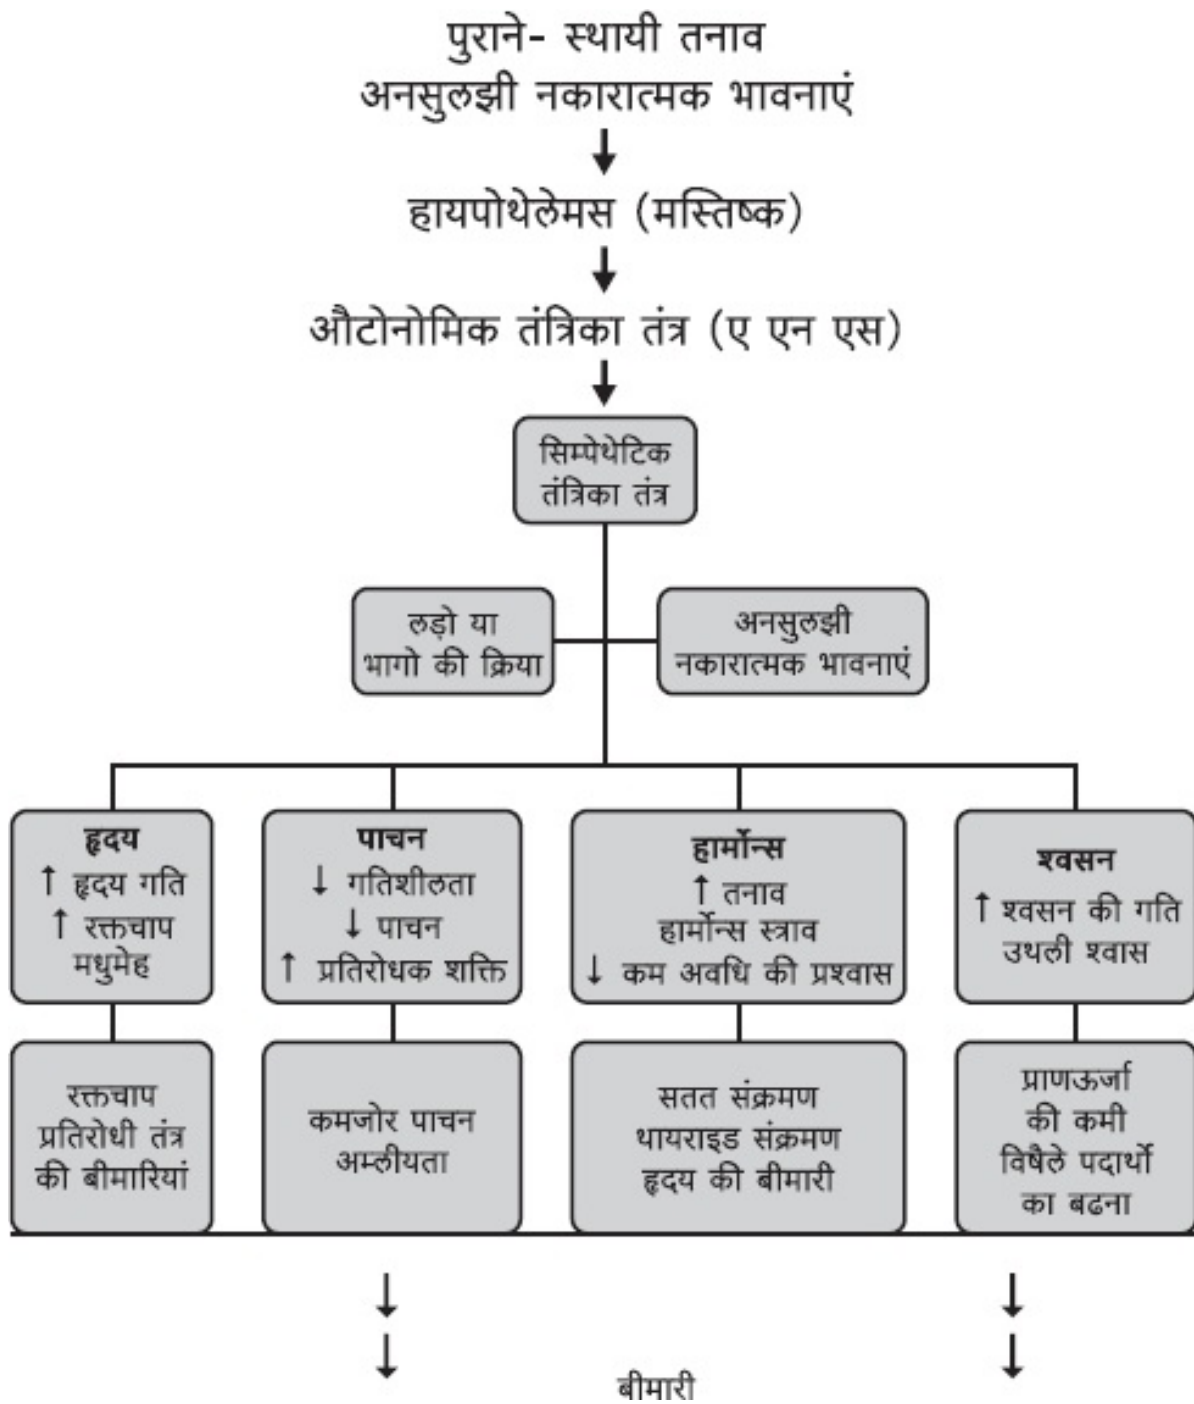 पुराने- स्थायी तनाव
अनसुलझी नकारात्मक भावनाएं
↓
हायपोथेलेमस (मस्तिष्क)
↓
औटोनोमिक तंत्रिका तंत्र (ए एन एस)
↓
सिम्पेथेटिक
तंत्रिका तंत्र
लड़ो या
भागो की क्रिया
अनसुलझी
नकारात्मक भावनाएं
हृदय
↑ हृदय गति
↑ रक्तचाप
मधुमेह
पाचन
↓ गतिशीलता
↓ पाचन
↑ प्रतिरोधक शक्ति
हार्मोन्स
↑ तनाव
हार्मोन्स स्त्राव
↓ कम अवधि की प्रश्वास
श्वसन
↑ श्वसन की गति
उथली श्वास
रक्तचाप
प्रतिरोधी तंत्र
की बीमारियां
कमजोर पाचन
अम्लीयता
सतत संक्रमण
थायराइड संक्रमण
हृदय की बीमारी
प्राणऊर्जा
की कमी
विषैले पदार्थो
का बढना
↓ ↓
↓ ↓
बीमारी